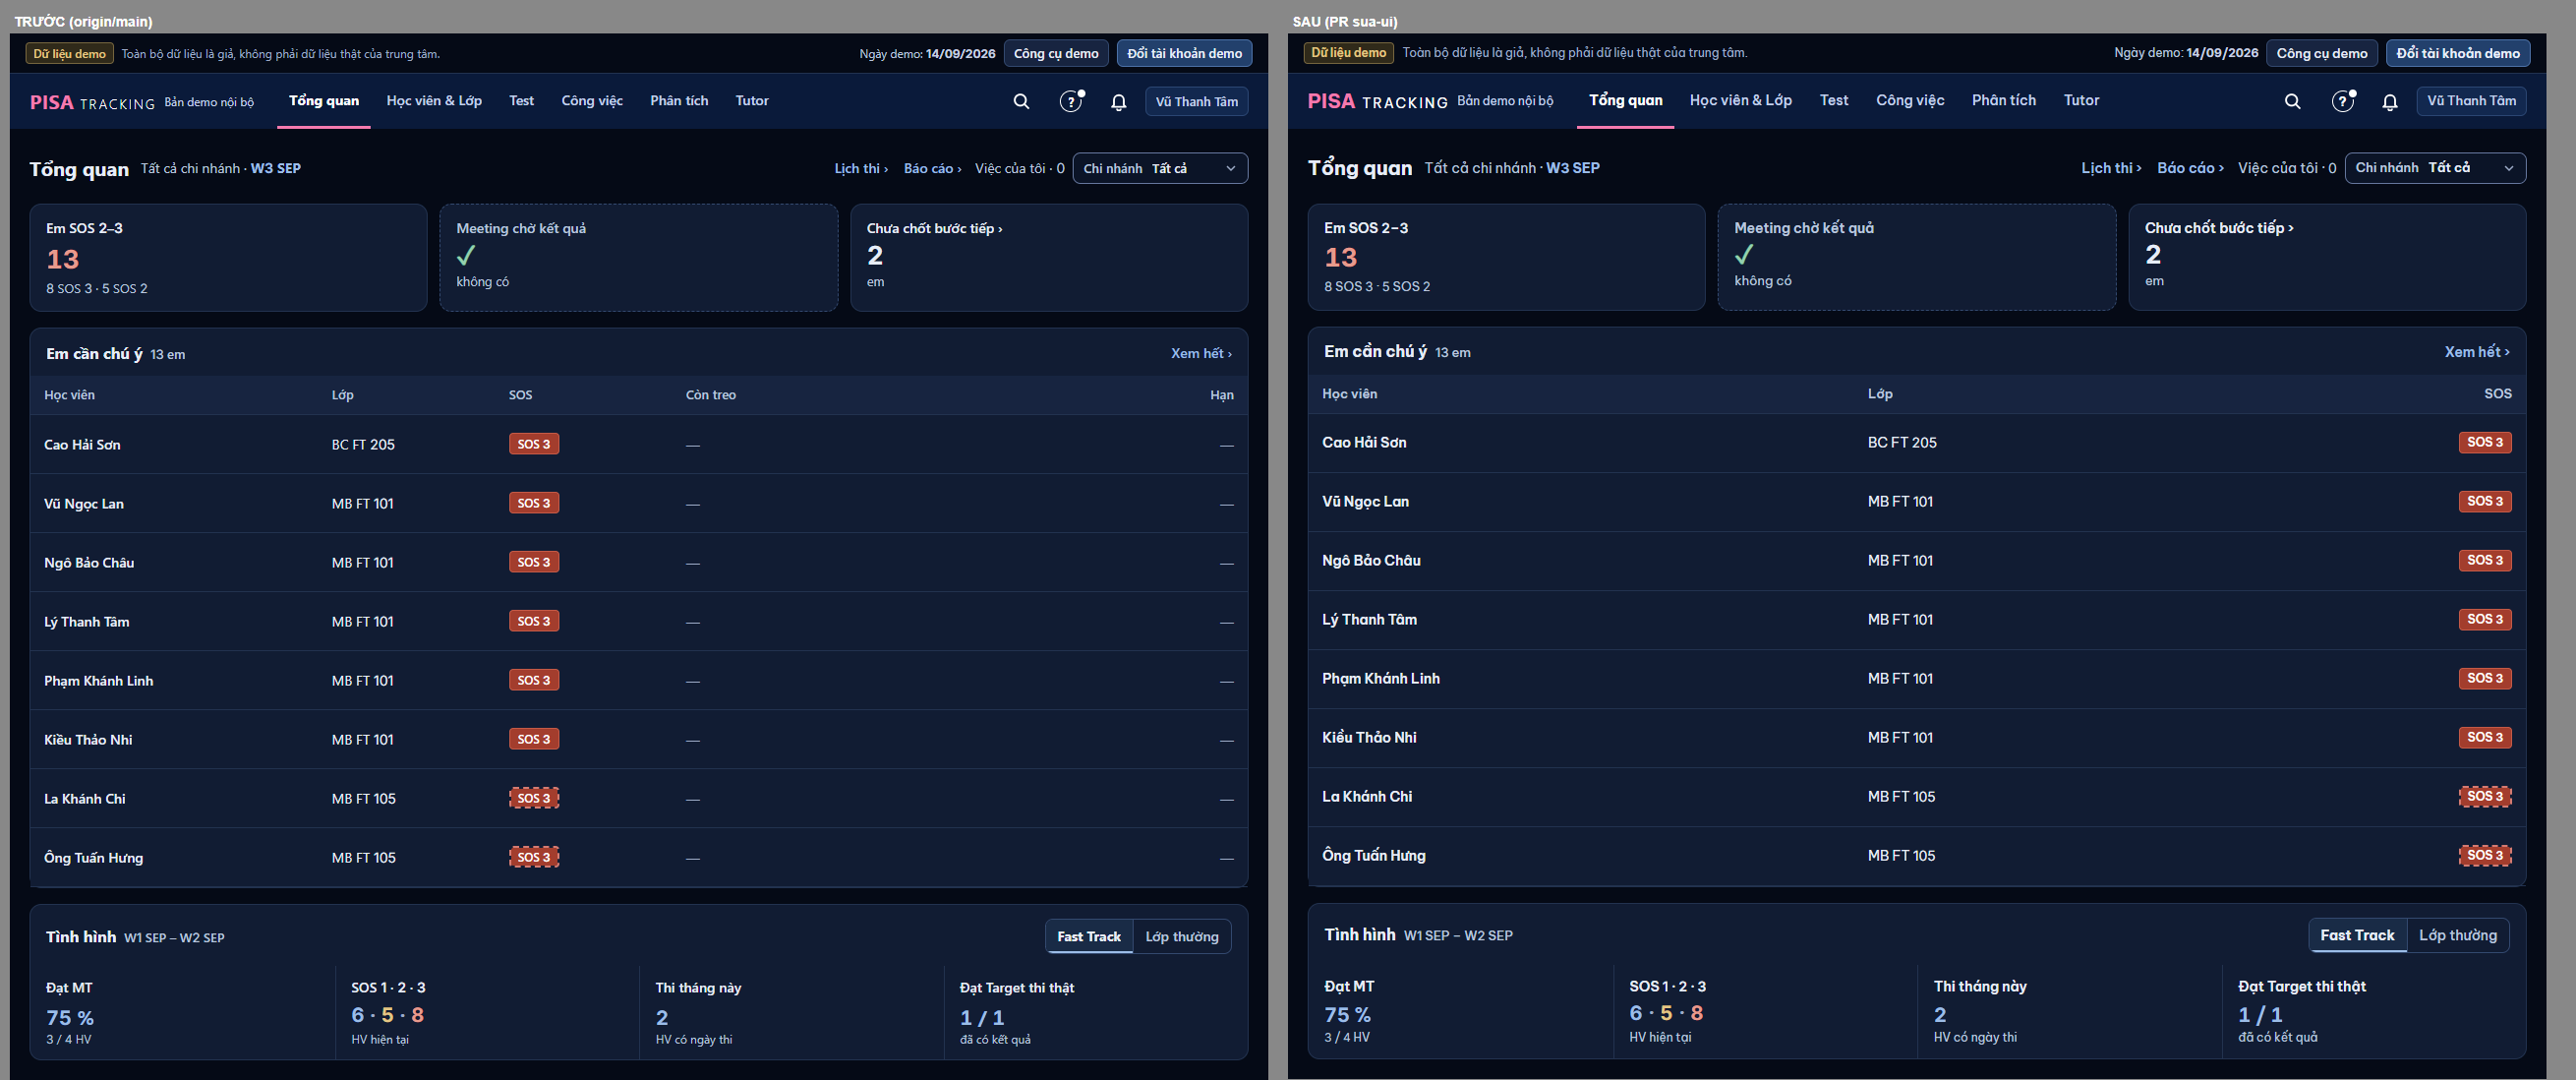 TRƯỚC (origin/main)
Dữ liệu demo Toàn bộ dữ liệu là giả, không phải dữ liệu thật của trung tâm. Ngày demo: 14/09/2026 Công cụ demo Đổi tài khoản demo
PISA TRACKING Bản demo nội bộ Tổng quan Học viên & Lớp Test Công việc Phân tích Tutor ? Vũ Thanh Tâm
Tổng quan Tất cả chi nhánh · W3 SEP Lịch thi › Báo cáo › Việc của tôi · 0 Chi nhánh Tất cả
Em SOS 2–3 Meeting chờ kết quả Chưa chốt bước tiếp ›
13 ✓ 2
8 SOS 3 · 5 SOS 2 không có em
Em cần chú ý 13 em Xem hết ›
Học viên Lớp SOS Còn treo Hạn
Cao Hải Sơn BC FT 205 SOS 3 — —
Vũ Ngọc Lan MB FT 101 SOS 3 — —
Ngô Bảo Châu MB FT 101 SOS 3 — —
Lý Thanh Tâm MB FT 101 SOS 3 — —
Phạm Khánh Linh MB FT 101 SOS 3 — —
Kiều Thảo Nhi MB FT 101 SOS 3 — —
La Khánh Chi MB FT 105 SOS 3 — —
Ông Tuấn Hưng MB FT 105 SOS 3 — —
Tình hình W1 SEP – W2 SEP Fast Track Lớp thường
Đạt MT SOS 1 · 2 · 3 Thi tháng này Đạt Target thi thật
75 % 6 · 5 · 8 2 1 / 1
3 / 4 HV HV hiện tại HV có ngày thi đã có kết quả
SAU (PR sua-ui)
Dữ liệu demo Toàn bộ dữ liệu là giả, không phải dữ liệu thật của trung tâm. Ngày demo: 14/09/2026 Công cụ demo Đổi tài khoản demo
PISA TRACKING Bản demo nội bộ Tổng quan Học viên & Lớp Test Công việc Phân tích Tutor ? Vũ Thanh Tâm
Tổng quan Tất cả chi nhánh · W3 SEP Lịch thi › Báo cáo › Việc của tôi · 0 Chi nhánh Tất cả
Em SOS 2–3 Meeting chờ kết quả Chưa chốt bước tiếp ›
13 ✓ 2
8 SOS 3 · 5 SOS 2 không có em
Em cần chú ý 13 em Xem hết ›
Học viên Lớp SOS
Cao Hải Sơn BC FT 205 SOS 3
Vũ Ngọc Lan MB FT 101 SOS 3
Ngô Bảo Châu MB FT 101 SOS 3
Lý Thanh Tâm MB FT 101 SOS 3
Phạm Khánh Linh MB FT 101 SOS 3
Kiều Thảo Nhi MB FT 101 SOS 3
La Khánh Chi MB FT 105 SOS 3
Ông Tuấn Hưng MB FT 105 SOS 3
Tình hình W1 SEP – W2 SEP Fast Track Lớp thường
Đạt MT SOS 1 · 2 · 3 Thi tháng này Đạt Target thi thật
75 % 6 · 5 · 8 2 1 / 1
3 / 4 HV HV hiện tại HV có ngày thi đã có kết quả